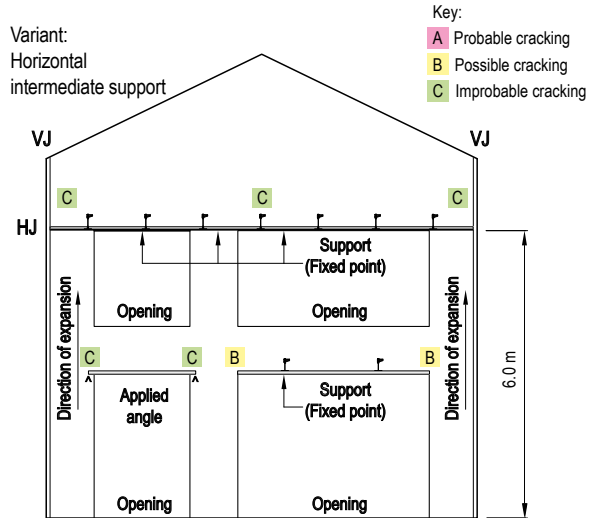 Variant:
Horizontal
intermediate support
Key:
A Probable cracking
B Possible cracking
C Improbable cracking
VJ
VJ
C
C
C
HJ
Support
(Fixed point)
Opening
Opening
Direction of expansion
Direction of expansion
6.0 m
C
C
B
B
Applied
angle
Support
(Fixed point)
Opening
Opening